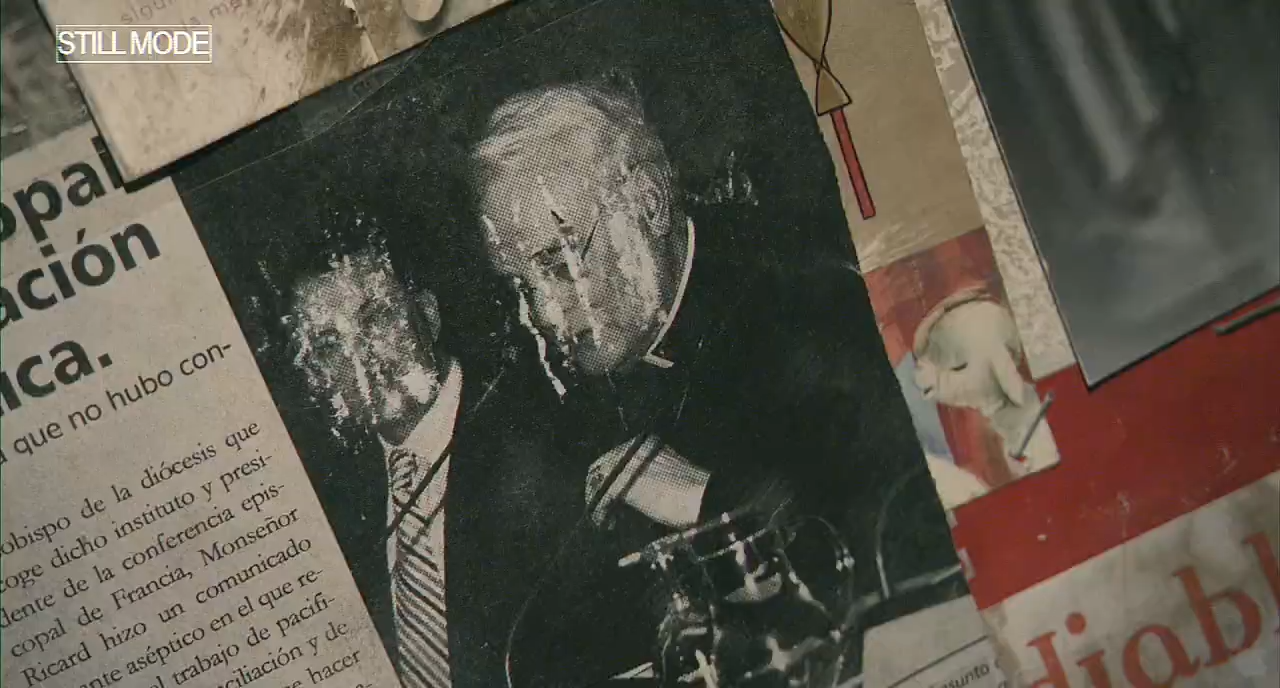 STILL MODE
ación
ica.
a que no hubo con-
obispo de la diócesis que
coge dicho instituto y presi-
dente de la conferencia epis-
copal de Francia, Monseñor
Ricard hizo un comunicado
ante aséptico en el que re-
el trabajo de pacifi-
ciliación y de
hacer
asunto
diabl